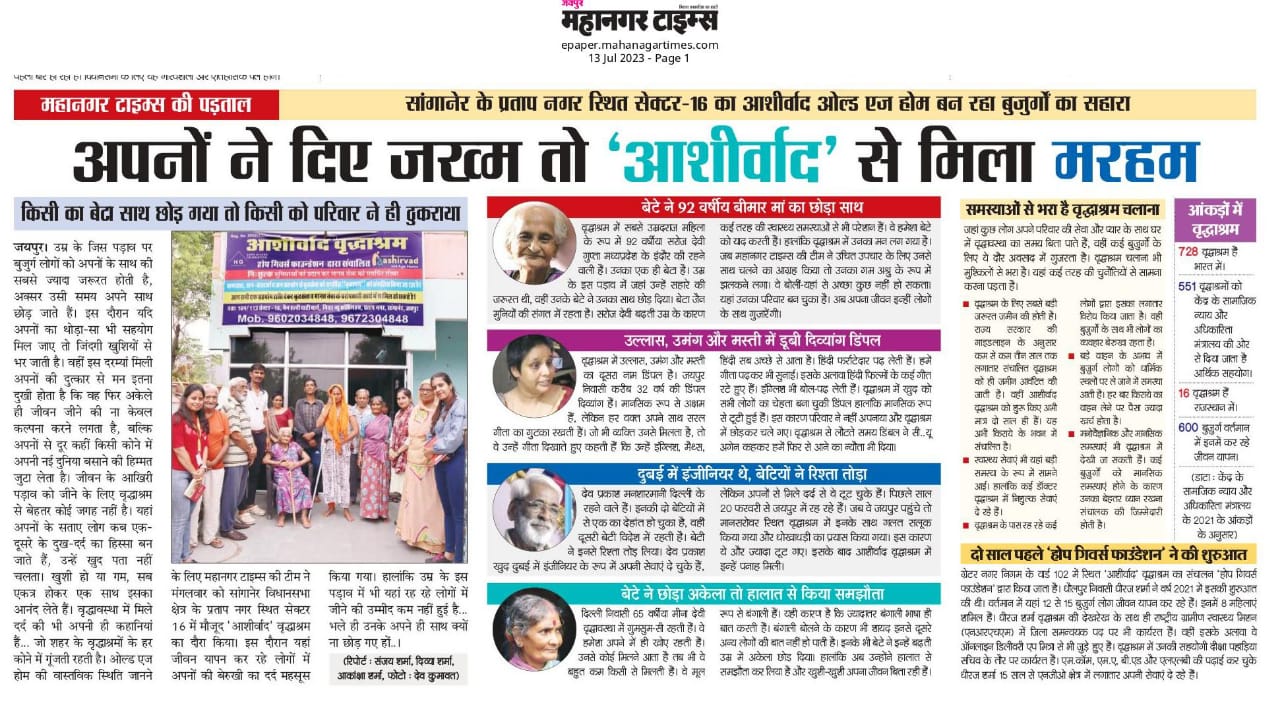 जयपुर
महानगर टाइम्स
epaper.mahanagartimes.com
13 Jul 2023 - Page 1
महानगर टाइम्स की पड़ताल
सांगानेर के प्रताप नगर स्थित सेक्टर-16 का आशीर्वाद ओल्ड एज होम बन रहा बुजुर्गों का सहारा
अपनों ने दिए जख्म तो ‘आशीर्वाद’ से मिला मरहम
किसी का बेटा साथ छोड़ गया तो किसी को परिवार ने ही ठुकराया
जयपुर। उम्र के जिस पड़ाव पर
बुजुर्ग लोगों को अपनों के साथ की
सबसे ज्यादा जरूरत होती है,
अक्सर उसी समय अपने साथ
छोड़ जाते हैं। इस दौरान यदि
अपनों का थोड़ा-सा भी सहयोग
मिल जाए तो जिंदगी खुशियों से
भर जाती है। वहीं इस दरम्यां मिली
अपनों की दुत्कार से मन इतना
दुखी होता है कि वह फिर अकेले
ही जीवन जीने की ना केवल
कल्पना करने लगता है, बल्कि
अपनों से दूर कहीं किसी कोने में
अपनी नई दुनिया बसाने की हिम्मत
जुटा लेता है। जीवन के आखिरी
पड़ाव को जीने के लिए वृद्धाश्रम
से बेहतर कोई जगह नहीं है। यहां
अपनों के सताए लोग कब एक-
दूसरे के दुख-दर्द का हिस्सा बन
जाते हैं, उन्हें खुद पता नहीं
चलता। खुशी हो या गम, सब
एकत्र होकर एक साथ इसका
आनंद लेते हैं। वृद्धावस्था में मिले
दर्द की भी अपनी ही कहानियां
हैं... जो शहर के वृद्धाश्रमों के हर
कोने में गूंजती रहती है। ओल्ड एज
होम की वास्तविक स्थिति जानने
आशीर्वाद वृद्धाश्रम
होप गिवर्स फाउन्डेशन द्वारा संचालित
Aashirvad
मो. 9602034848, 9672304848
के लिए महानगर टाइम्स की टीम ने
मंगलवार को सांगानेर विधानसभा
क्षेत्र के प्रताप नगर स्थित सेक्टर
16 में मौजूद 'आशीर्वाद' वृद्धाश्रम
का दौरा किया। इस दौरान यहां
जीवन यापन कर रहे लोगों में
अपनों की बेरुखी का दर्द महसूस
किया गया। हालांकि उम्र के इस
पड़ाव में भी यहां रह रहे लोगों में
जीने की उम्मीद कम नहीं हुई है...
भले ही उनके अपने ही साथ क्यों
ना छोड़ गए हों..।
(रिपोर्ट : संजय शर्मा, दिव्या शर्मा,
आकांक्षा शर्मा, फोटो : देव कुमावत)
बेटे ने 92 वर्षीय बीमार मां का छोड़ा साथ
वृद्धाश्रम में सबसे उम्रदराज महिला
के रूप में 92 वर्षीया सरोज देवी
गुप्ता मध्यप्रदेश के इंदौर की रहने
वाली हैं। उनका एक ही बेटा है। उम्र
के इस पड़ाव में जहां उन्हें सहारे की
जरूरत थी, वहीं उनके बेटे ने उनका साथ छोड़ दिया। बेटा जैन
मुनियों की संगत में रहता है। सरोज देवी बढ़ती उम्र के कारण
कई तरह की स्वास्थ्य समस्याओं से भी परेशान हैं। वे हमेशा बेटे
को याद करती हैं। हालांकि वृद्धाश्रम में उनका मन लग गया है।
जब महानगर टाइम्स की टीम ने उचित उपचार के लिए उनसे
साथ चलने का आग्रह किया तो उनका गम अश्रु के रूप में
झलकने लगा। वे बोलीं-यहां से अच्छा कुछ नहीं हो सकता।
यहां उनका परिवार बन चुका है। अब अपना जीवन इन्हीं लोगों
के साथ गुजारेंगी।
उल्लास, उमंग और मस्ती में डूबी दिव्यांग डिंपल
वृद्धाश्रम में उल्लास, उमंग और मस्ती
का दूसरा नाम डिंपल है। जयपुर
निवासी करीब 32 वर्ष की डिंपल
दिव्यांग है। मानसिक रूप से अक्षम
हैं, लेकिन हर वक्त अपने साथ सरल
गीता का गुटका रखती हैं। जो भी व्यक्ति उनसे मिलता है, तो
वे उन्हें गीता दिखाते हुए कहती हैं कि उन्हें इंग्लिश, मैथ्स,
हिंदी सब अच्छे से आता है। हिंदी फर्राटेदार पढ़ लेती हैं। हमें
गीता पढ़कर भी सुनाई। इसके अलावा हिंदी फिल्मों के कई गीत
रटे हुए हैं। इंग्लिश भी बोल-पढ़ लेती हैं। वृद्धाश्रम में खुद को
सभी लोगों का चहेता बना चुकी डिंपल हालांकि मानसिक रूप
से टूटी हुई हैं। इस कारण परिवार ने नहीं अपनाया और वृद्धाश्रम
में छोड़कर चले गए। वृद्धाश्रम से लौटते समय डिंबल ने सी...यू
अगेन कहकर हमें फिर से आने का न्यौता भी दिया।
दुबई में इंजीनियर थे, बेटियों ने रिश्ता तोड़ा
देव प्रकाश मनशारमानी दिल्ली के
रहने वाले हैं। इनकी दो बेटियों में
से एक का देहांत हो चुका है, वहीं
दूसरी बेटी विदेश में रहती है। बेटी
ने इनसे रिश्ता तोड़ लिया। देव प्रकाश
खुद दुबई में इंजीनियर के रूप में अपनी सेवाएं दे चुके हैं,
लेकिन अपनों से मिले दर्द से वे टूट चुके हैं। पिछले साल
20 फरवरी से जयपुर में रह रहे हैं। जब वे जयपुर पहुंचे तो
मानसरोवर स्थित वृद्धाश्रम में इनके साथ गलत सलूक
किया गया और धोखाधड़ी का प्रयास किया गया। इस कारण
ये और ज्यादा टूट गए। इसके बाद आशीर्वाद वृद्धाश्रम में
इन्हें पनाह मिली।
बेटे ने छोड़ा अकेला तो हालात से किया समझौता
दिल्ली निवासी 65 वर्षीय मीना देवी
वृद्धावस्था में गुमसुम-सी रहती हैं। वे
हमेशा अपने में ही खोए रहती हैं।
उनसे कोई मिलने आता है तब भी वे
बहुत कम किसी से मिलती हैं। वे मूल
रूप से बंगाली हैं। यही कारण है कि ज्यादातर बंगाली भाषा ही
बात करती हैं। बंगाली बोलने के कारण भी शायद इनसे दूसरे
अन्य लोगों की बात नहीं हो पाती है। इनके भी बेटे ने इन्हें बढ़ती
उम्र में अकेला छोड़ दिया। हालांकि अब उन्होंने हालात से
समझौता कर लिया है और खुशी-खुशी अपना जीवन बिता रही हैं।
समस्याओं से भरा है वृद्धाश्रम चलाना
जहां कुछ लोग अपने परिवार की सेवा और प्यार के साथ घर
में वृद्धावस्था का समय बिता पाते हैं, वहीं कई बुजुर्गों के
लिए ये दौर अवसाद में गुजरता है। वृद्धाश्रम चलाना भी
मुश्किलों से भरा है। यहां कई तरह की चुनौतियों से सामना
करना पड़ता है।
वृद्धाश्रम के लिए सबसे बड़ी
जरूरत जमीन की होती है।
राज्य सरकार की
गाइडलाइन के अनुसार
कम से कम तीन साल तक
लगातार संचालित वृद्धाश्रम
को ही जमीन आवंटित की
जाती है। वहीं आशीर्वाद
वृद्धाश्रम को शुरू किए अभी
मात्र दो साल ही हैं। यह
अभी किराये के भवन में
संचालित है।
स्वास्थ्य सेवाएं भी यहां बड़ी
समस्या के रूप में सामने
आईं। हालांकि कई डॉक्टर
वृद्धाश्रम में निशुल्क सेवाएं
दे रहे हैं।
वृद्धाश्रम के पास रह रहे कई
लोगों द्वारा इसका लगातार
विरोध किया जाता है। वहीं
बुजुर्गों के साथ भी लोगों का
व्यवहार बेरुखा रहता है।
बड़े वाहन के अभाव में
बुजुर्ग लोगों को धार्मिक
स्थलों पर ले जाने में समस्या
आती है। हर बार किराये का
वाहन लेने पर पैसा ज्यादा
खर्च होता है।
मनोवैज्ञानिक और मानसिक
समस्याएं भी वृद्धाश्रम में
देखी जा सकती हैं। कई
बुजुर्गों को मानसिक
समस्याएं होने के कारण
उनका बेहतर ध्यान रखना
संचालक की जिम्मेदारी
होती है।
आंकड़ों में
वृद्धाश्रम
728 वृद्धाश्रम हैं
भारत में।
551 वृद्धाश्रमों को
केंद्र के सामाजिक
न्याय और
अधिकारिता
मंत्रालय की ओर
से दिया जाता है
आर्थिक सहयोग।
16 वृद्धाश्रम हैं
राजस्थान में।
600 बुजुर्ग वर्तमान
में इनमें कर रहे
जीवन यापन।
(डाटा : केंद्र के
सामाजिक न्याय और
अधिकारिता मंत्रालय
के 2021 के आंकड़ों
के अनुसार)
दो साल पहले ‘होप गिवर्स फाउंडेशन’ ने की शुरुआत
ग्रेटर नगर निगम के वार्ड 102 में स्थित 'आशीर्वाद' वृद्धाश्रम का संचालन 'होप गिवर्स
फाउंडेशन' द्वारा किया जाता है। धौलपुर निवासी धीरज शर्मा ने वर्ष 2021 में इसकी शुरुआत
की थी। वर्तमान में यहां 12 से 15 बुजुर्ग लोग जीवन यापन कर रहे हैं। इनमें 8 महिलाएं
शामिल हैं। धीरज शर्मा वृद्धाश्रम की देखरेख के साथ ही राष्ट्रीय ग्रामीण स्वास्थ्य मिशन
(एनआरएचएम) में जिला समन्वयक पद पर भी कार्यरत हैं। वहीं इसके अलावा वे
ऑनलाइन डिलीवरी एप मित्रा से भी जुड़े हुए हैं। वृद्धाश्रम में उनकी सहयोगी दीक्षा पहाड़िया
सचिव के तौर पर कार्यरत हैं। एम.कॉम, एम.ए, बी.एड और एलएलबी की पढ़ाई कर चुके
धीरज शर्मा 15 साल से एनजीओ क्षेत्र में लगातार अपनी सेवाएं दे रहे हैं।